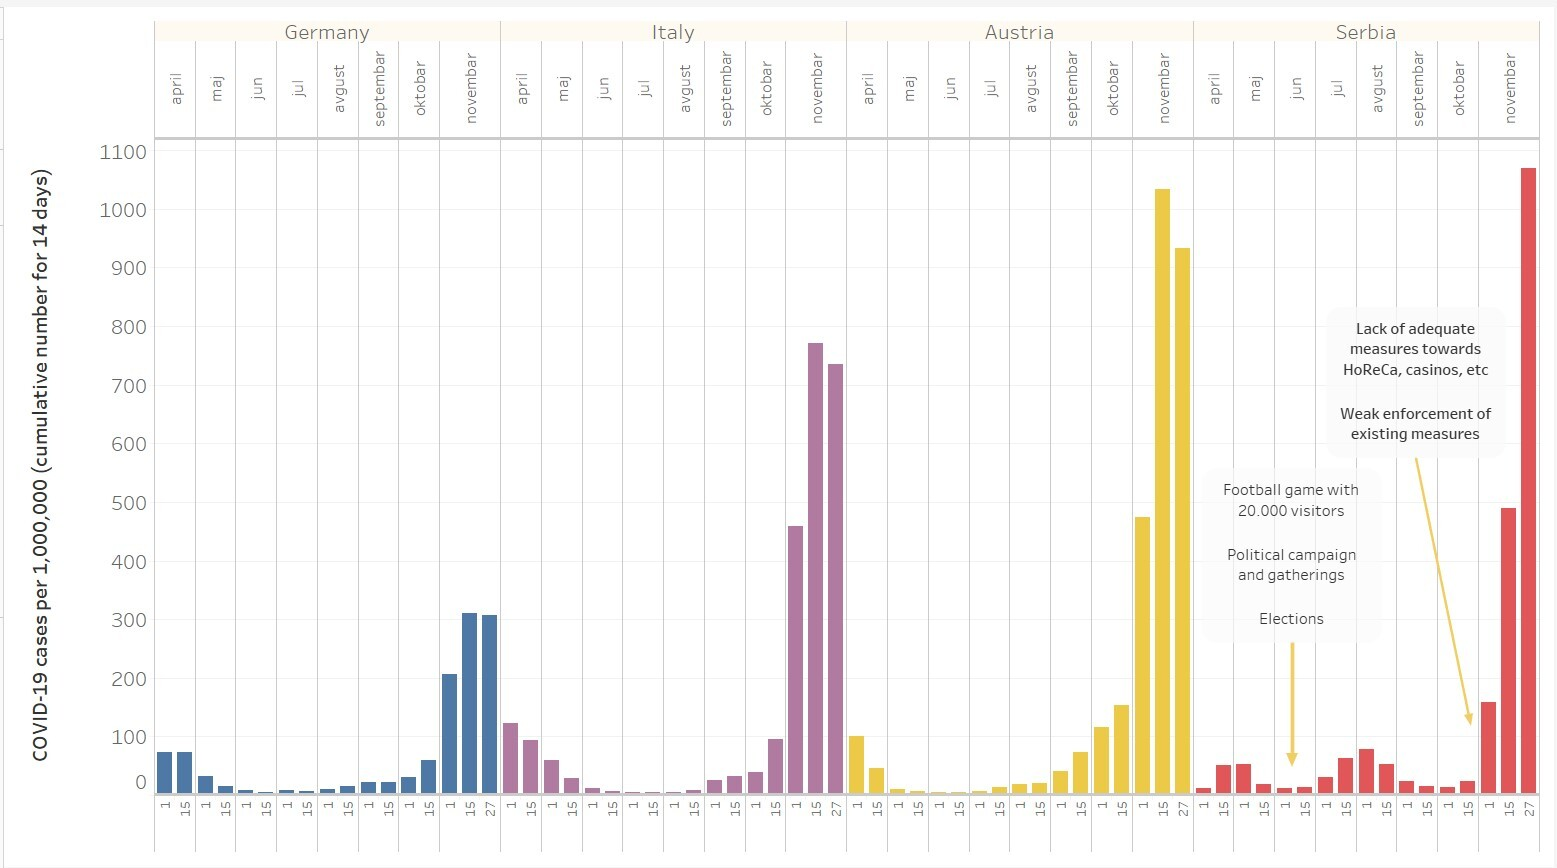 Germany
Italy
Austria
Serbia
april maj jun jul avgust septembar oktobar novembar
april maj jun jul avgust septembar oktobar novembar
april maj jun jul avgust septembar oktobar novembar
april maj jun jul avgust septembar oktobar novembar
COVID-19 cases per 1,000,000 (cumulative number for 14 days)
1100
1000
900
800
700
600
500
400
300
200
100
0
Lack of adequate
measures towards
HoReCa, casinos, etc
Weak enforcement of
existing measures
Football game with
20.000 visitors
Political campaign
and gatherings
Elections
1 15 1 15 1 15 1 15 1 15 1 15 1 15 1 15 27
1 15 1 15 1 15 1 15 1 15 1 15 1 15 1 15 27
1 15 1 15 1 15 1 15 1 15 1 15 1 15 1 15 27
1 15 1 15 1 15 1 15 1 15 1 15 1 15 1 15 27